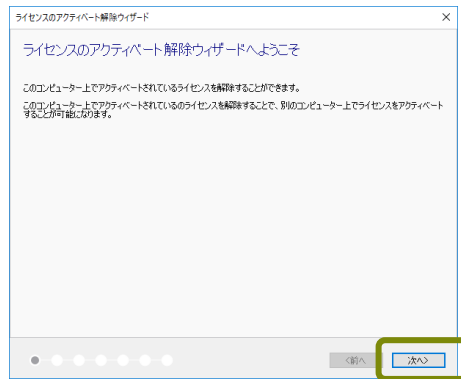 ライセンスのアクティベート解除ウィザード
ライセンスのアクティベート解除ウィザードへようこそ
このコンピューター上でアクティベートされているライセンスを解除することができます。
このコンピューター上でアクティベートされているのライセンスを解除することで、別のコンピューター上でライセンスをアクティベート
することが可能になります。
<前へ 次へ>